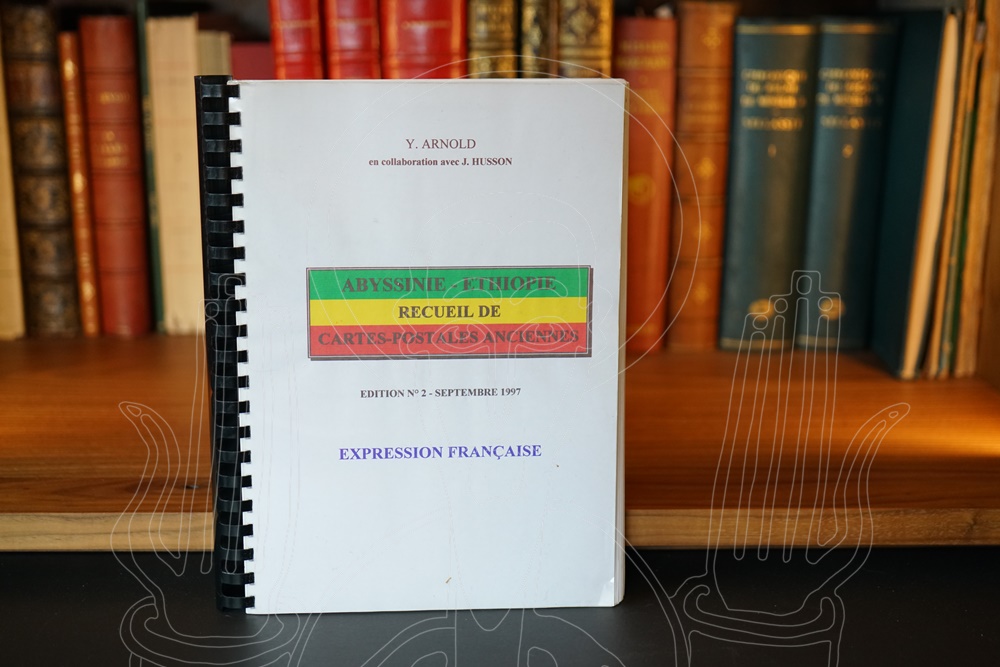 Y. ARNOLD
en collaboration avec J. HUSSON
ABYSSINIE - ETHIOPIE
RECUEIL DE
CARTES-POSTALES ANCIENNES
EDITION N° 2 - SEPTEMBRE 1997
EXPRESSION FRANÇAISE